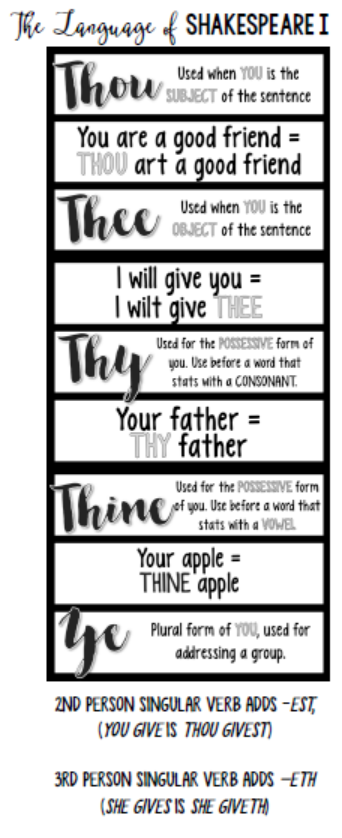 The Language of SHAKESPEARE I
Thou
Used when YOU is the
SUBJECT of the sentence
You are a good friend =
THOU art a good friend
Thee
Used when YOU is the
OBJECT of the sentence
I will give you =
I wilt give THEE
Thy
Used for the POSSESSIVE form of
you. Use before a word that
stats with a CONSONANT.
Your father =
THY father
Thine
Used for the POSSESSIVE form
of you. Use before a word that
stats with a VOWEL
Your apple =
THINE apple
Ye
Plural form of YOU, used for
addressing a group.
2ND PERSON SINGULAR VERB ADDS –EST,
(YOU GIVE IS THOU GIVEST)
3RD PERSON SINGULAR VERB ADDS –ETH
(SHE GIVES IS SHE GIVETH)